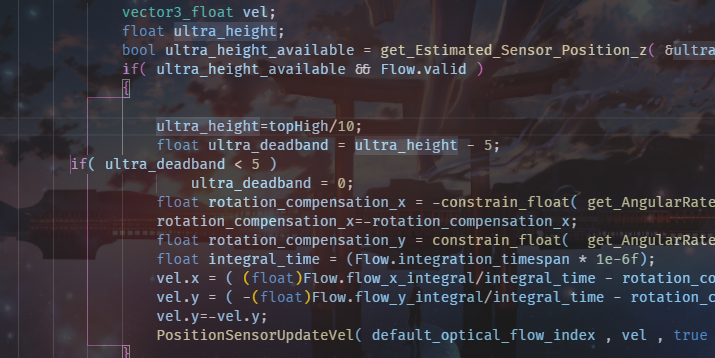 vector3_float vel;
float ultra_height;
bool ultra_height_available = get_Estimated_Sensor_Position_z( &ultra
if( ultra_height_available && Flow.valid )
{
ultra_height=topHigh/10;
float ultra_deadband = ultra_height - 5;
if( ultra_deadband < 5 )
ultra_deadband = 0;
float rotation_compensation_x = -constrain_float( get_AngularRate
rotation_compensation_x=-rotation_compensation_x;
float rotation_compensation_y = constrain_float( get_AngularRate
float integral_time = (Flow.integration_timespan * 1e-6f);
vel.x = ( (float)Flow.flow_x_integral/integral_time - rotation_co
vel.y = ( -(float)Flow.flow_y_integral/integral_time - rotation_c
vel.y=-vel.y;
PositionSensorUpdateVel( default_optical_flow_index , vel , true
}